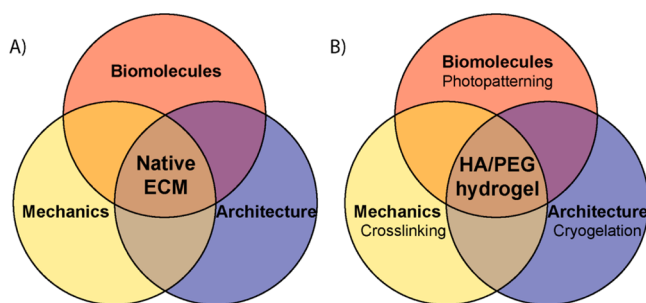 A)
Biomolecules
Native
ECM
Mechanics
Architecture
B)
Biomolecules
Photopatterning
HA/PEG
hydrogel
Mechanics
Crosslinking
Architecture
Cryogelation